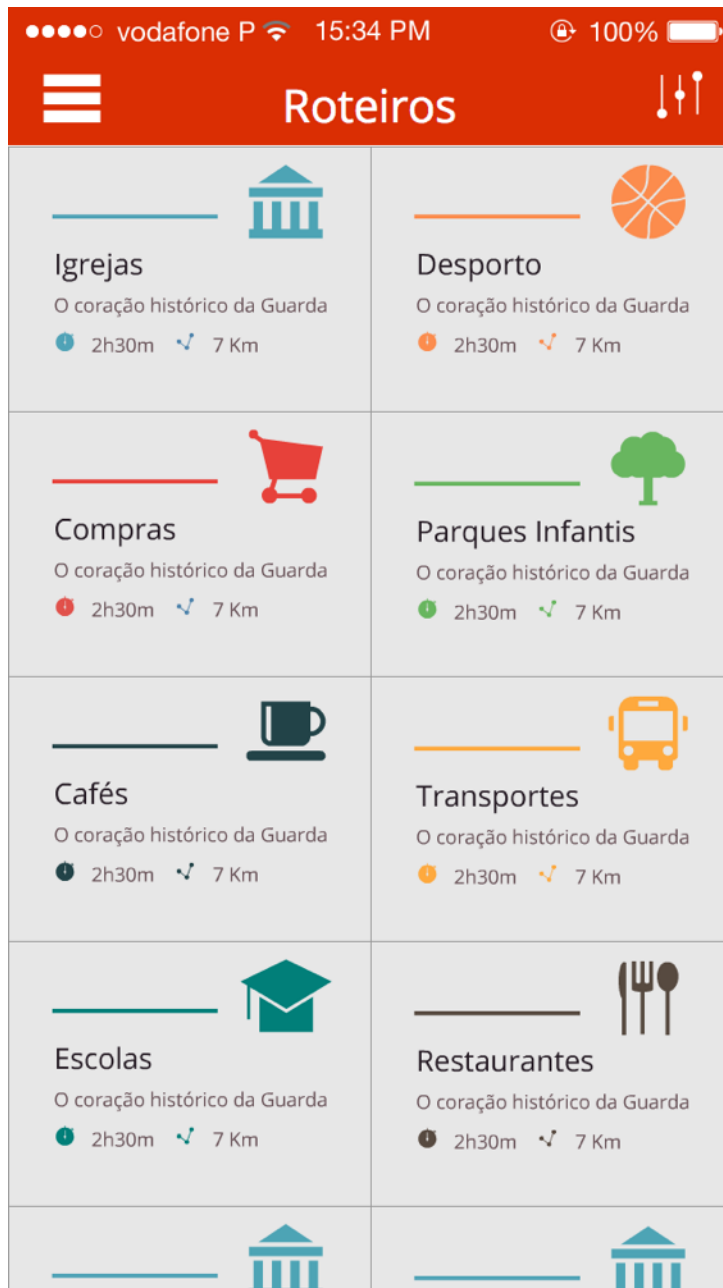 vodafone P 15:34 PM 100%
Roteiros
Igrejas
O coração histórico da Guarda
2h30m 7 Km
Desporto
O coração histórico da Guarda
2h30m 7 Km
Compras
O coração histórico da Guarda
2h30m 7 Km
Parques Infantis
O coração histórico da Guarda
2h30m 7 Km
Cafés
O coração histórico da Guarda
2h30m 7 Km
Transportes
O coração histórico da Guarda
2h30m 7 Km
Escolas
O coração histórico da Guarda
2h30m 7 Km
Restaurantes
O coração histórico da Guarda
2h30m 7 Km